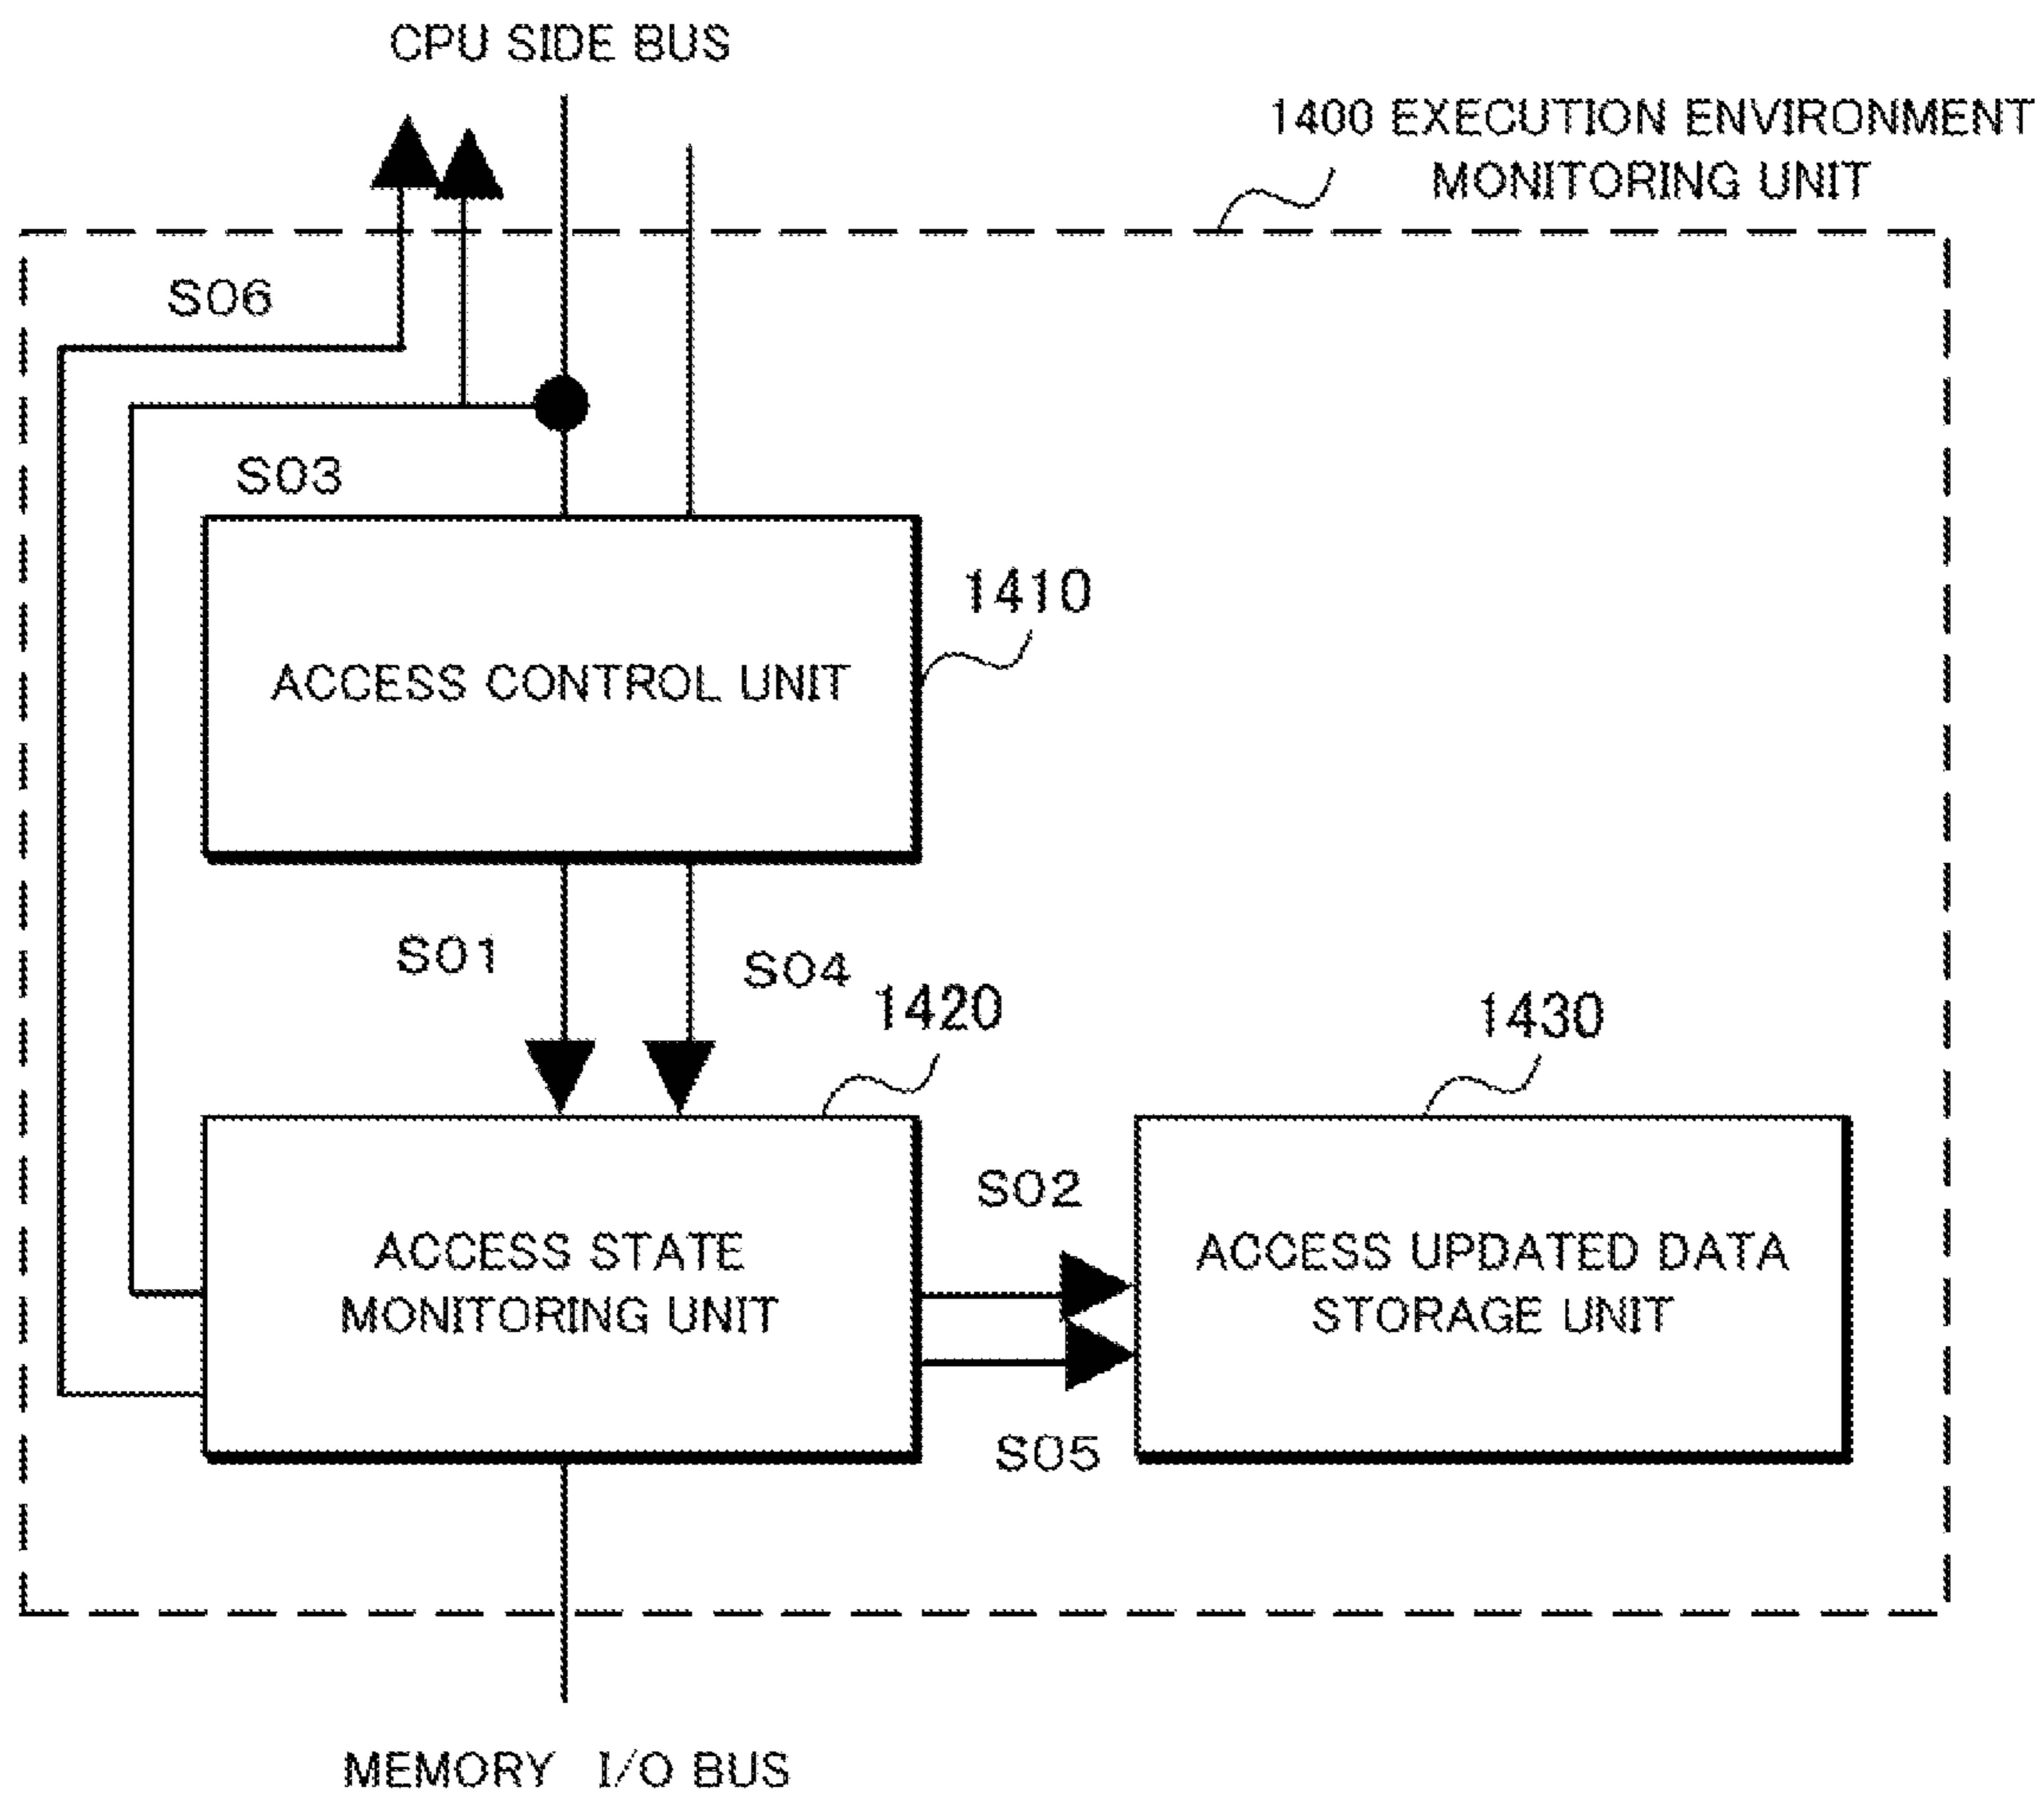 CPU SIDE BUS
1400 EXECUTION ENVIRONMENT
MONITORING UNIT
S06
S03
1410
ACCESS CONTROL UNIT
S01
S04
1420
1430
S02
ACCESS STATE
MONITORING UNIT
ACCESS UPDATED DATA
STORAGE UNIT
S05
MEMORY I/O BUS